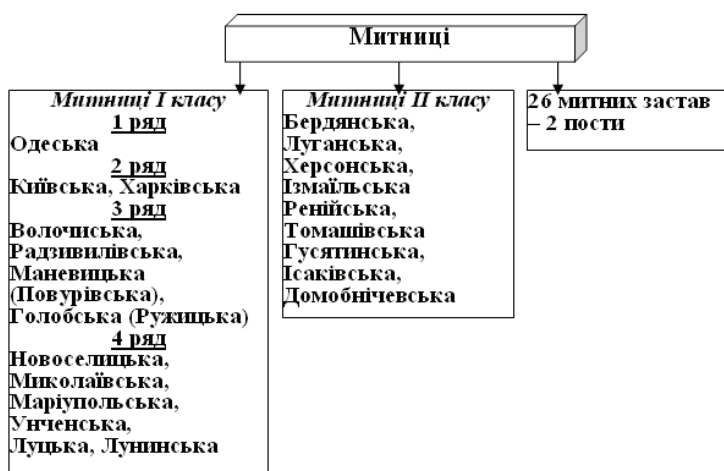 Митниці
Митниці І класу
1 ряд
Одеська
2 ряд
Київська, Харківська
3 ряд
Волочиська,
Радзивилівська,
Маневицька
(Повурівська),
Голобська (Ружицька)
4 ряд
Новоселицька,
Миколаївська,
Маріупольська,
Унченська,
Луцька, Лунинська
Митниці ІІ класу
Бердянська,
Луганська,
Херсонська,
Ізмаїльська
Ренійська,
Томашівська
Гусятинська,
Ісаківська,
Домобнічевська
26 митних застав
– 2 пости